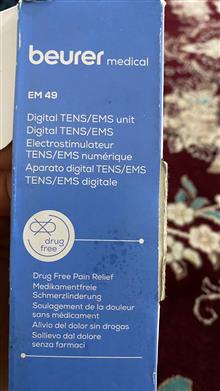 beurer medical
EM 49
Digital TENS/EMS unit
Digital TENS/EMS
Electrostimulateur
TENS/EMS numérique
Aparato digital TENS/EMS
TENS/EMS digitale
drug
free
Drug Free Pain Relief
Medikamentfreie
Schmerzlinderung
Soulagement de la douleur
sans médicament
Alivio del dolor sin drogas
Sollievo dal dolore
senza farmaci